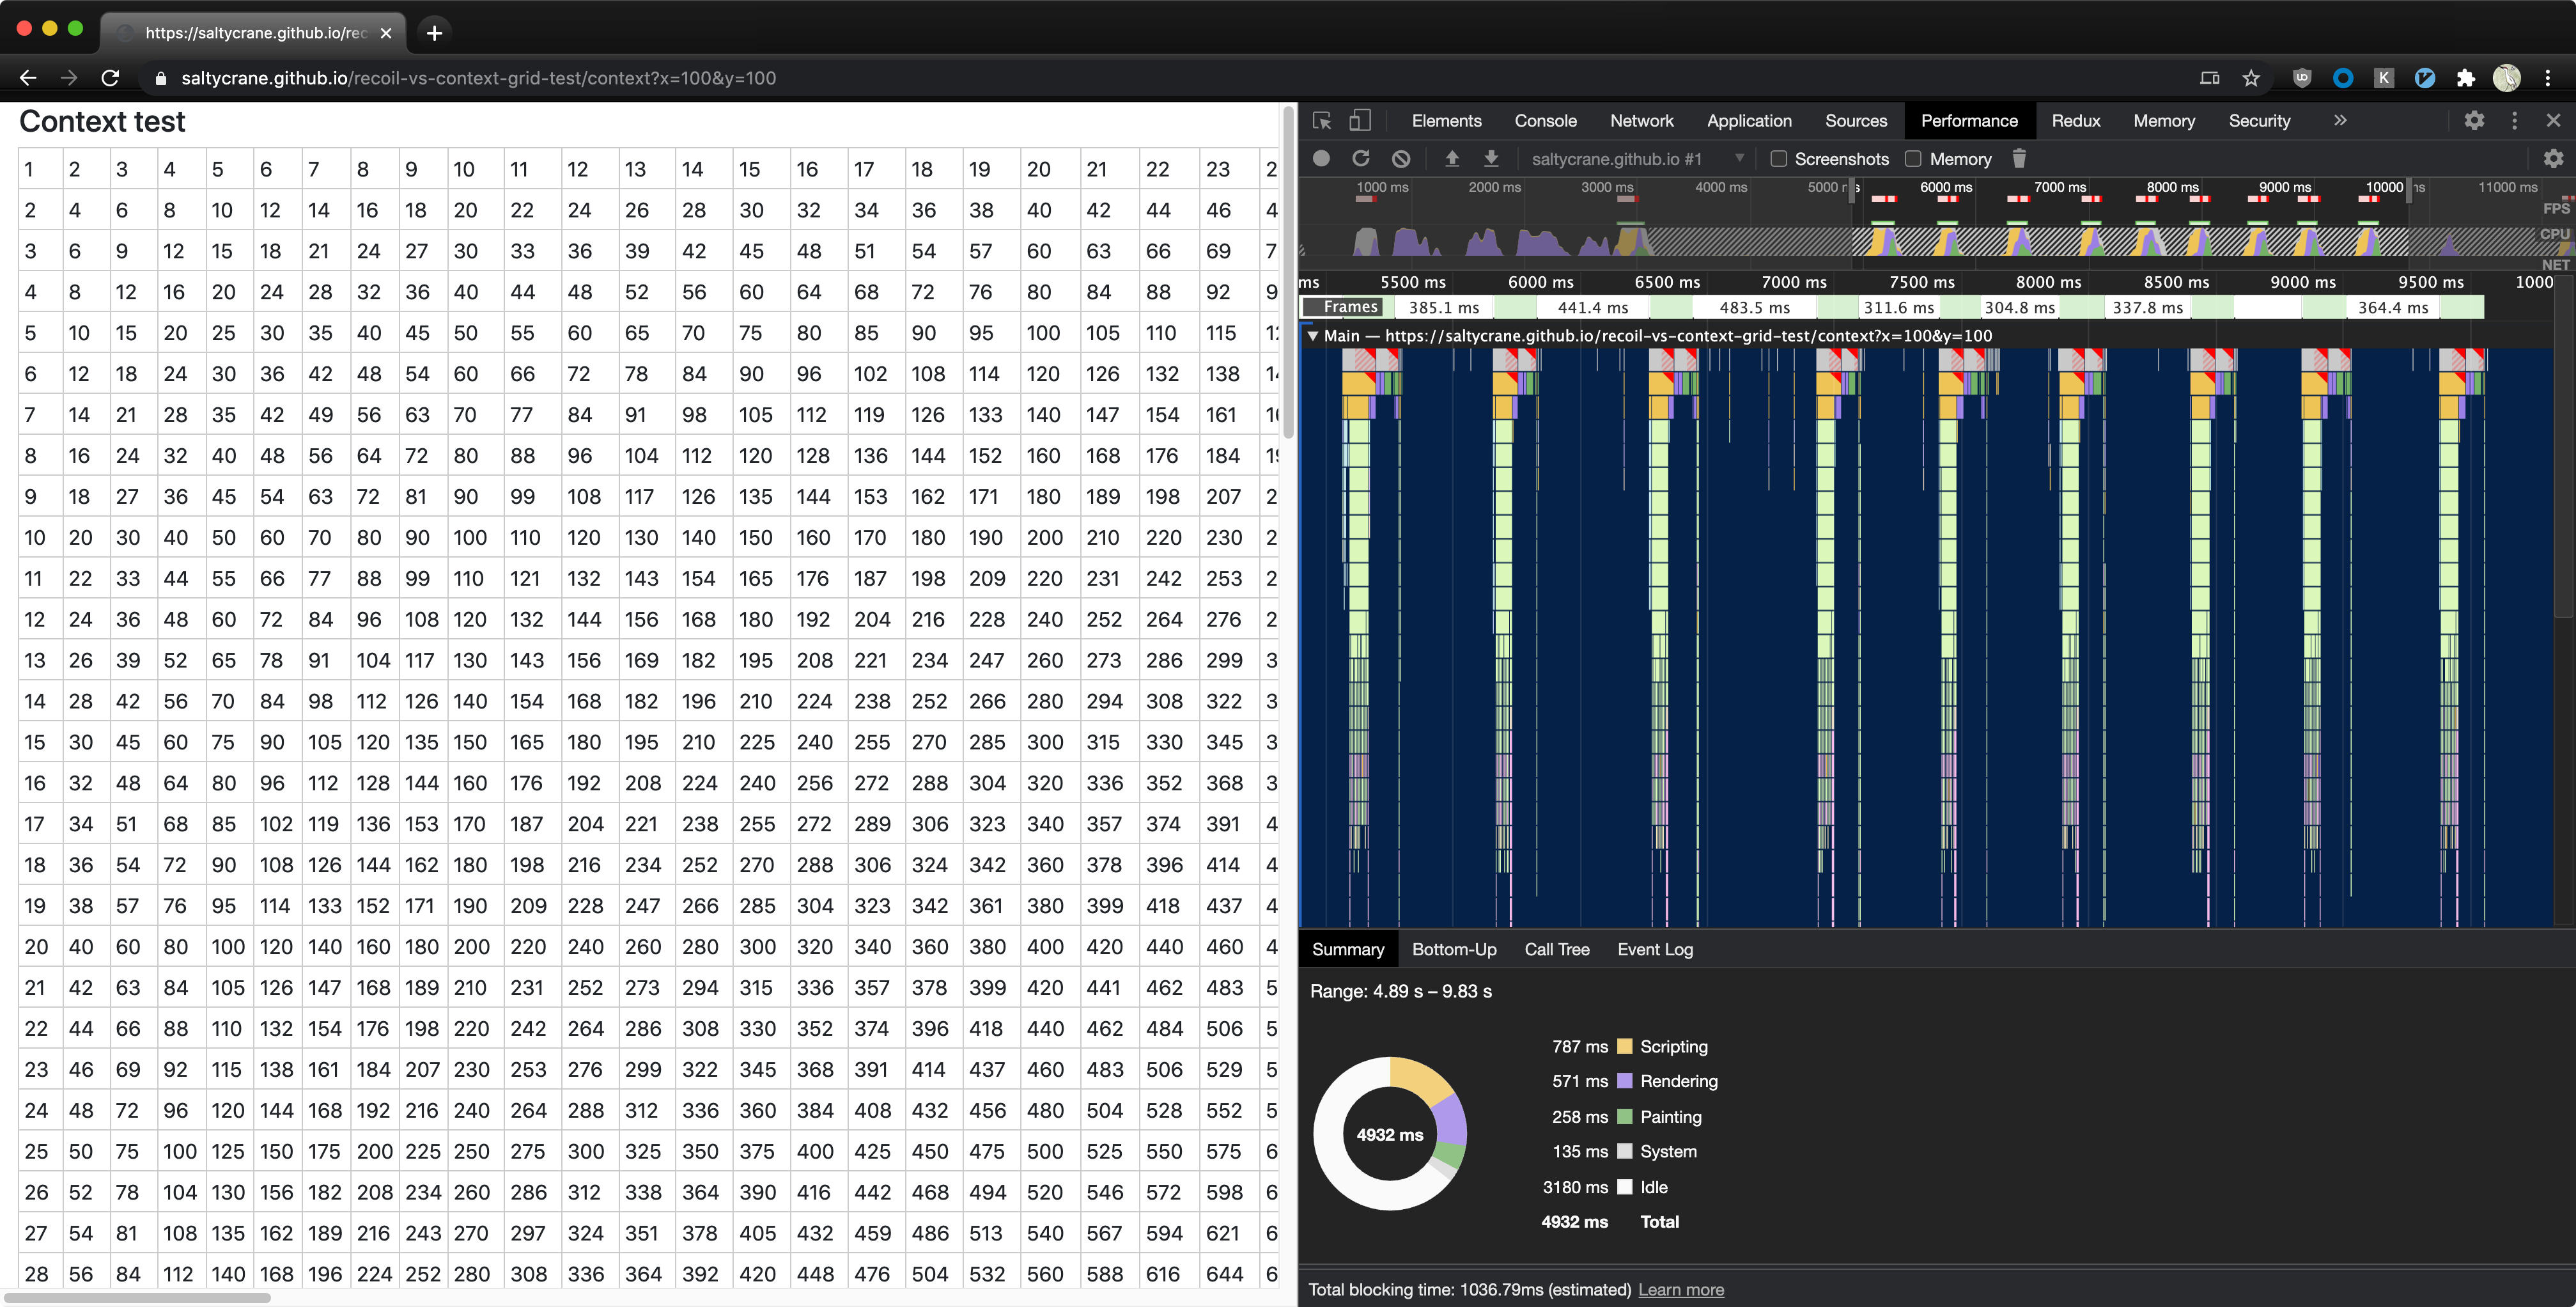 https://saltycrane.github.io/rec
saltycrane.github.io/recoil-vs-context-grid-test/context?x=100&y=100
Context test
1 2 3 4 5 6 7 8 9 10 11 12 13 14 15 16 17 18 19 20 21 22 23 2
2 4 6 8 10 12 14 16 18 20 22 24 26 28 30 32 34 36 38 40 42 44 46 4
3 6 9 12 15 18 21 24 27 30 33 36 39 42 45 48 51 54 57 60 63 66 69 7
4 8 12 16 20 24 28 32 36 40 44 48 52 56 60 64 68 72 76 80 84 88 92 9
5 10 15 20 25 30 35 40 45 50 55 60 65 70 75 80 85 90 95 100 105 110 115 1
6 12 18 24 30 36 42 48 54 60 66 72 78 84 90 96 102 108 114 120 126 132 138 1
7 14 21 28 35 42 49 56 63 70 77 84 91 98 105 112 119 126 133 140 147 154 161 1
8 16 24 32 40 48 56 64 72 80 88 96 104 112 120 128 136 144 152 160 168 176 184 1
9 18 27 36 45 54 63 72 81 90 99 108 117 126 135 144 153 162 171 180 189 198 207 2
10 20 30 40 50 60 70 80 90 100 110 120 130 140 150 160 170 180 190 200 210 220 230 2
11 22 33 44 55 66 77 88 99 110 121 132 143 154 165 176 187 198 209 220 231 242 253 2
12 24 36 48 60 72 84 96 108 120 132 144 156 168 180 192 204 216 228 240 252 264 276 2
13 26 39 52 65 78 91 104 117 130 143 156 169 182 195 208 221 234 247 260 273 286 299 3
14 28 42 56 70 84 98 112 126 140 154 168 182 196 210 224 238 252 266 280 294 308 322 3
15 30 45 60 75 90 105 120 135 150 165 180 195 210 225 240 255 270 285 300 315 330 345 3
16 32 48 64 80 96 112 128 144 160 176 192 208 224 240 256 272 288 304 320 336 352 368 3
17 34 51 68 85 102 119 136 153 170 187 204 221 238 255 272 289 306 323 340 357 374 391 4
18 36 54 72 90 108 126 144 162 180 198 216 234 252 270 288 306 324 342 360 378 396 414 4
19 38 57 76 95 114 133 152 171 190 209 228 247 266 285 304 323 342 361 380 399 418 437 4
20 40 60 80 100 120 140 160 180 200 220 240 260 280 300 320 340 360 380 400 420 440 460 4
21 42 63 84 105 126 147 168 189 210 231 252 273 294 315 336 357 378 399 420 441 462 483 5
22 44 66 88 110 132 154 176 198 220 242 264 286 308 330 352 374 396 418 440 462 484 506 5
23 46 69 92 115 138 161 184 207 230 253 276 299 322 345 368 391 414 437 460 483 506 529 5
24 48 72 96 120 144 168 192 216 240 264 288 312 336 360 384 408 432 456 480 504 528 552 5
25 50 75 100 125 150 175 200 225 250 275 300 325 350 375 400 425 450 475 500 525 550 575 6
26 52 78 104 130 156 182 208 234 260 286 312 338 364 390 416 442 468 494 520 546 572 598 6
27 54 81 108 135 162 189 216 243 270 297 324 351 378 405 432 459 486 513 540 567 594 621 6
28 56 84 112 140 168 196 224 252 280 308 336 364 392 420 448 476 504 532 560 588 616 644 6
Elements Console Network Application Sources Performance Redux Memory Security »
saltycrane.github.io #1 Screenshots Memory
1000 ms 2000 ms 3000 ms 4000 ms 5000 ms 6000 ms 7000 ms 8000 ms 9000 ms 10000 ms 11000 ms
FPS
CPU
NET
ms 5500 ms 6000 ms 6500 ms 7000 ms 7500 ms 8000 ms 8500 ms 9000 ms 9500 ms 1000
Frames 385.1 ms 441.4 ms 483.5 ms 311.6 ms 304.8 ms 337.8 ms 364.4 ms
Main — https://saltycrane.github.io/recoil-vs-context-grid-test/context?x=100&y=100
Summary Bottom-Up Call Tree Event Log
Range: 4.89 s – 9.83 s
4932 ms
787 ms Scripting
571 ms Rendering
258 ms Painting
135 ms System
3180 ms Idle
4932 ms Total
Total blocking time: 1036.79ms (estimated) Learn more